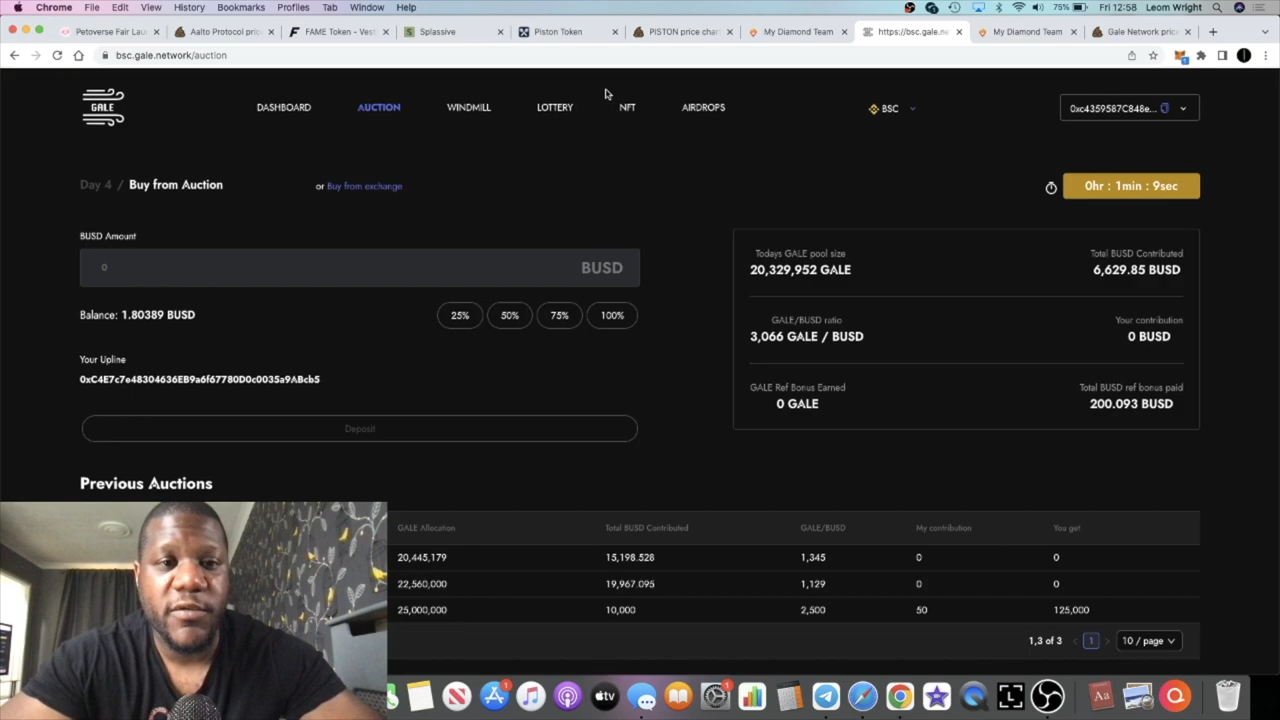 Chrome File Edit View History Bookmarks Profiles Tab Window Help 75% Fri 12:58 Leom Wright
Petoverse Fair Lau Aalto Protocol pric FAME Token - Vest Splassive Piston Token PISTON price chart My Diamond Team https://bsc.gale.ne My Diamond Team Gale Network price
bsc.gale.network/auction
GALE DASHBOARD AUCTION WINDMILL LOTTERY NFT AIRDROPS BSC 0xc4359587C848e...
Day 4 / Buy from Auction or Buy from exchange 0hr : 1min : 9sec
BUSD Amount
0 BUSD
Balance: 1.80389 BUSD 25% 50% 75% 100%
Your Upline
0xC4E7c7e48304636EB9a6f67780D0c0035a9ABcb5
Deposit
Todays GALE pool size Total BUSD Contributed
20,329,952 GALE 6,629.85 BUSD
GALE/BUSD ratio Your contribution
3,066 GALE / BUSD 0 BUSD
GALE Ref Bonus Earned Total BUSD ref bonus paid
0 GALE 200.093 BUSD
Previous Auctions
GALE Allocation Total BUSD Contributed GALE/BUSD My contribution You get
20,445,179 15,198.528 1,345 0 0
22,560,000 19,967.095 1,129 0 0
25,000,000 10,000 2,500 50 125,000
1,3 of 3 1 10 / page
tv